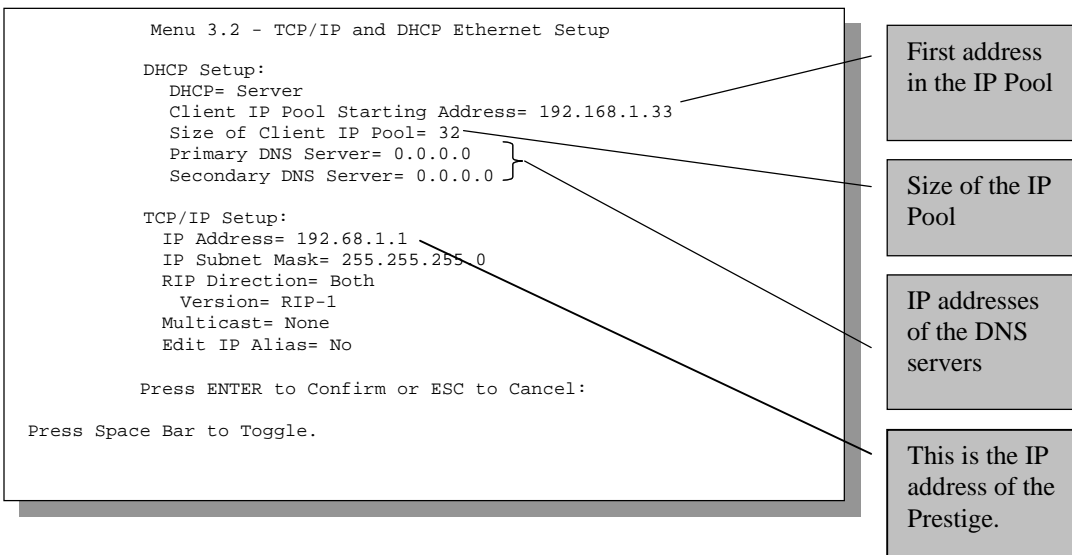 Menu 3.2 - TCP/IP and DHCP Ethernet Setup
DHCP Setup:
DHCP= Server
Client IP Pool Starting Address= 192.168.1.33
Size of Client IP Pool= 32
Primary DNS Server= 0.0.0.0
Secondary DNS Server= 0.0.0.0
TCP/IP Setup:
IP Address= 192.68.1.1
IP Subnet Mask= 255.255.255.0
RIP Direction= Both
Version= RIP-1
Multicast= None
Edit IP Alias= No
Press ENTER to Confirm or ESC to Cancel:
Press Space Bar to Toggle.
First address
in the IP Pool
Size of the IP
Pool
IP addresses
of the DNS
servers
This is the IP
address of the
Prestige.